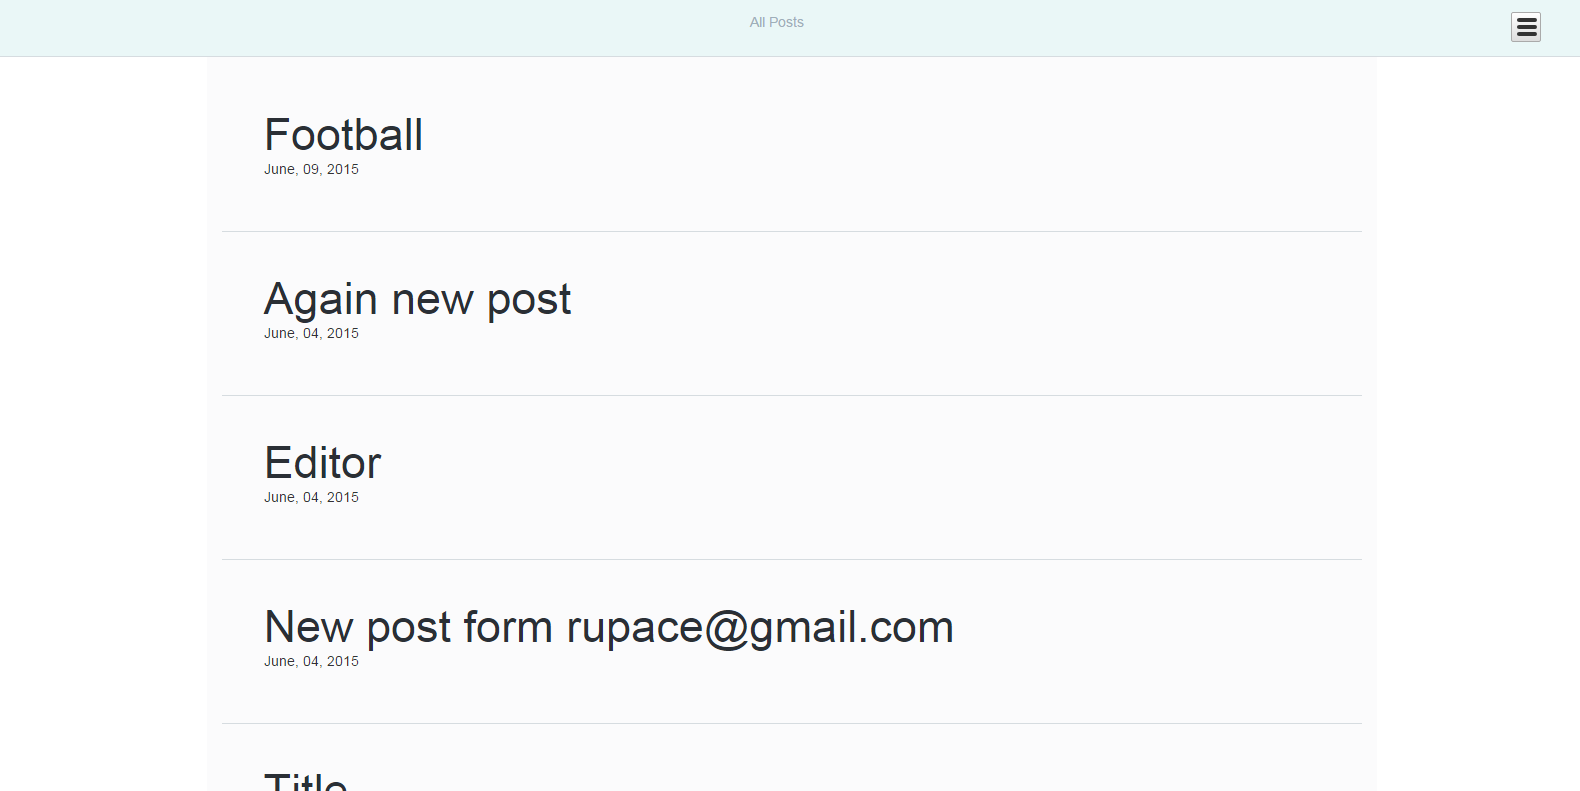 All Posts
Football
June, 09, 2015
Again new post
June, 04, 2015
Editor
June, 04, 2015
New post form rupace@gmail.com
June, 04, 2015
Title